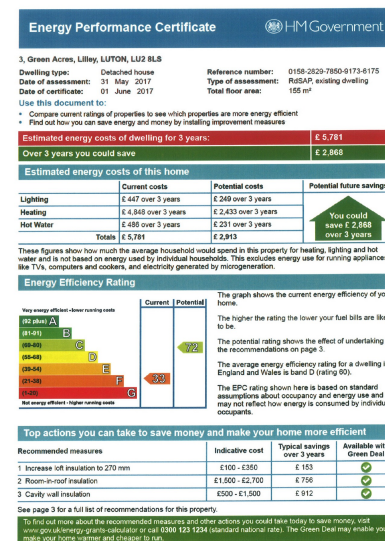 Energy Performance Certificate
HM Government
3, Green Acres, Lilley, LUTON, LU2 8LS
Dwelling type: Detached house
Reference number: 0158-2829-7850-9173-6175
Date of assessment: 31 May 2017
Type of assessment: RdSAP, existing dwelling
Date of certificate: 01 June 2017
Total floor area: 155 m²
Use this document to:
• Compare current ratings of properties to see which properties are more energy efficient
• Find out how you can save energy and money by installing improvement measures
Estimated energy costs of dwelling for 3 years: £ 5,781
Over 3 years you could save £ 2,868
Estimated energy costs of this home
Current costs Potential costs Potential future savings
Lighting £ 447 over 3 years £ 249 over 3 years
Heating £ 4,848 over 3 years £ 2,433 over 3 years
Hot Water £ 486 over 3 years £ 231 over 3 years
Totals £ 5,781 £ 2,913
You could
save £ 2,868
over 3 years
These figures show how much the average household would spend in this property for heating, lighting and hot
water and is not based on energy used by individual households. This excludes energy use for running appliances
like TVs, computers and cookers, and electricity generated by microgeneration.
Energy Efficiency Rating
Current Potential
Very energy efficient - lower running costs
(92 plus) A
(81-91) B
(69-80) C
(55-68) D
(39-54) E
(21-38) F
(1-20) G
Not energy efficient - higher running costs
32
72
The graph shows the current energy efficiency of yo
home.
The higher the rating the lower your fuel bills are like
to be.
The potential rating shows the effect of undertaking
the recommendations on page 3.
The average energy efficiency rating for a dwelling i
England and Wales is band D (rating 60).
The EPC rating shown here is based on standard
assumptions about occupancy and energy use and
may not reflect how energy is consumed by individu
occupants.
Top actions you can take to save money and make your home more efficient
Recommended measures Indicative cost Typical savings over 3 years Available wit Green Deal
1 Increase loft insulation to 270 mm £100 - £350 £ 153
2 Room-in-roof insulation £1,500 - £2,700 £ 756
3 Cavity wall insulation £500 - £1,500 £ 912
See page 3 for a full list of recommendations for this property.
To find out more about the recommended measures and other actions you could take today to save money, visit
www.gov.uk/energy-grants-calculator or call 0300 123 1234 (standard national rate). The Green Deal may enable you
make your home warmer and cheaper to run.